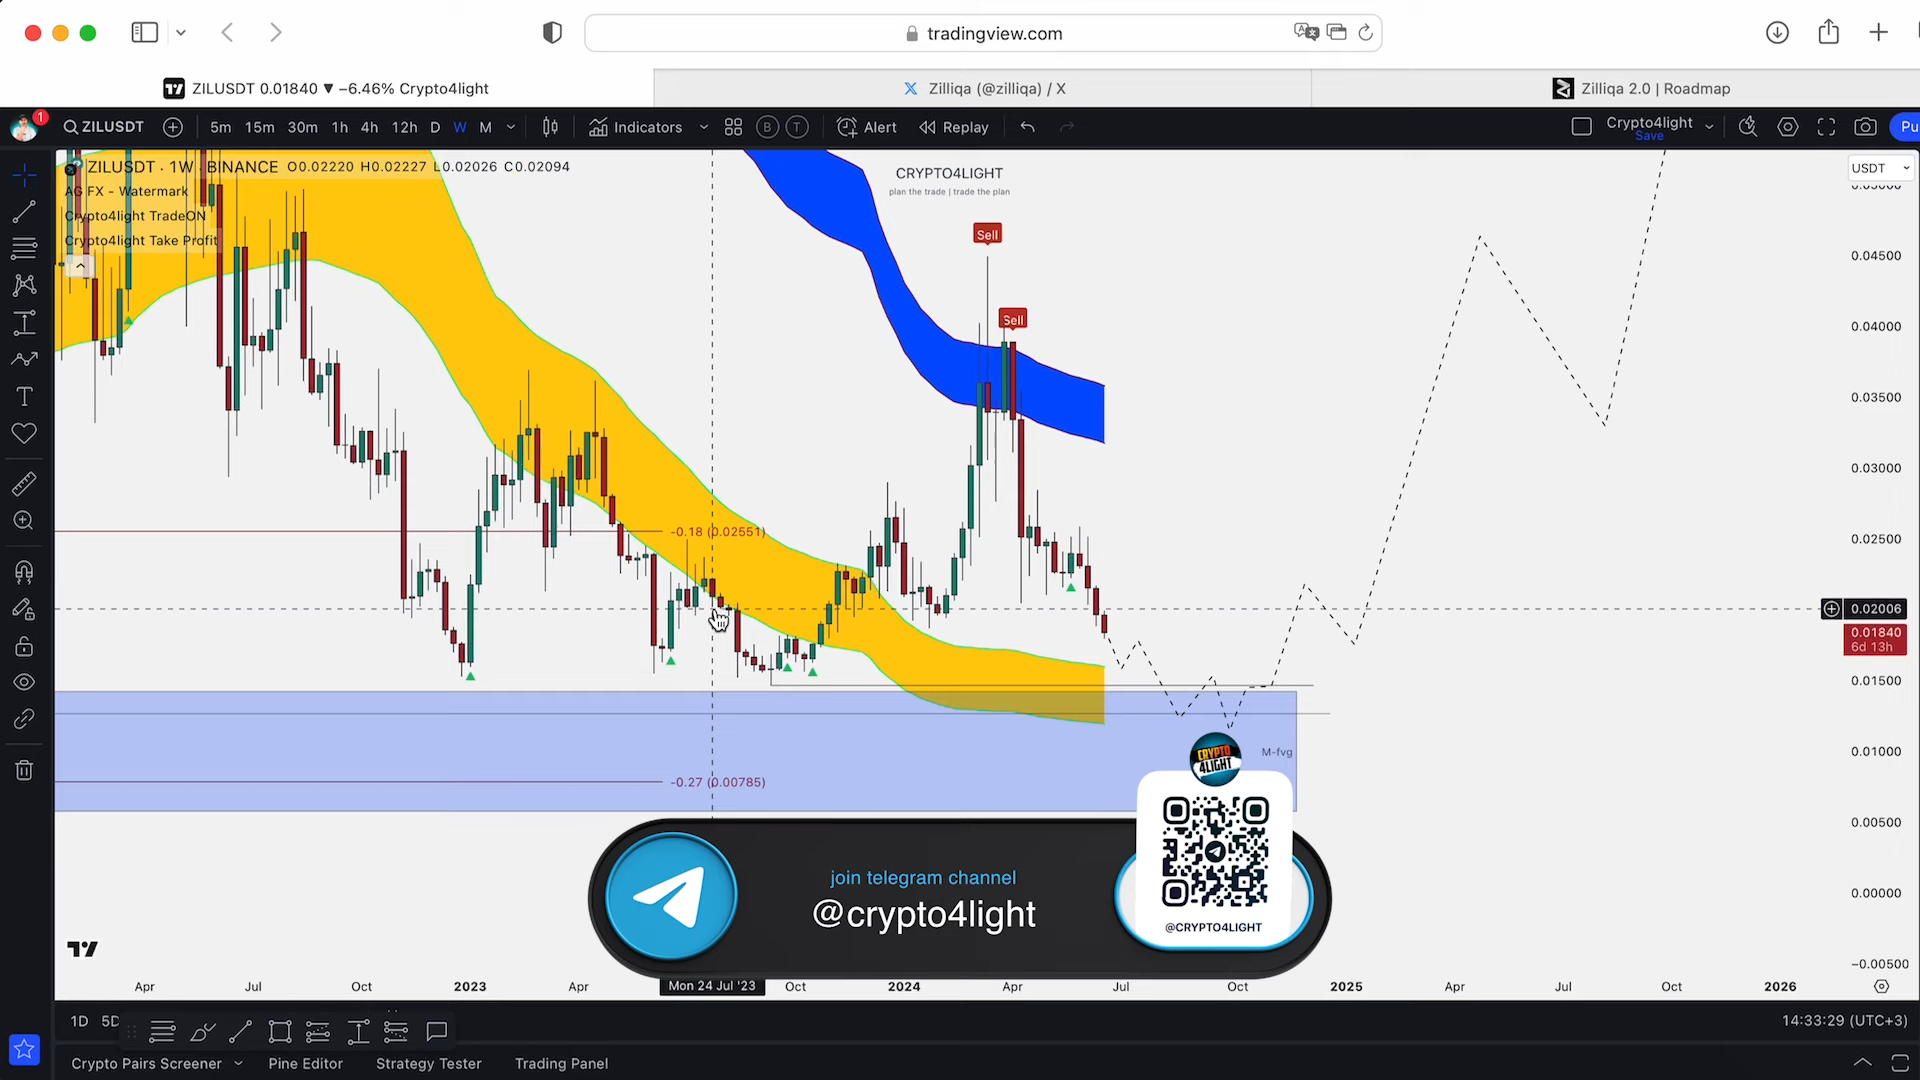 tradingview.com
ZILUSDT 0.01840 ▼ −6.46% Crypto4light
Zilliqa (@zilliqa) / X
Zilliqa 2.0 | Roadmap
1
ZILUSDT
5m 15m 30m 1h 4h 12h D W M
Indicators
B T
Alert
Replay
Crypto4light
Save
Pu
ZILUSDT · 1W · BINANCE O0.02220 H0.02227 L0.02026 C0.02094
AG FX - Watermark
Crypto4light TradeON
Crypto4light Take Profit
CRYPTO4LIGHT
plan the trade | trade the plan
USDT
Sell
Sell
0.04500
0.04000
0.03500
0.03000
0.02500
0.02006
0.01840
6d 13h
0.01500
0.01000
0.00500
0.00000
−0.00500
-0.18 (0.02551)
-0.27 (0.00785)
M-fvg
CRYPTO
4LIGHT
join telegram channel
@crypto4light
@CRYPTO4LIGHT
Apr Jul Oct 2023 Apr Mon 24 Jul '23 Oct 2024 Apr Jul Oct 2025 Apr Jul Oct 2026
1D 5D
14:33:29 (UTC+3)
Crypto Pairs Screener Pine Editor Strategy Tester Trading Panel